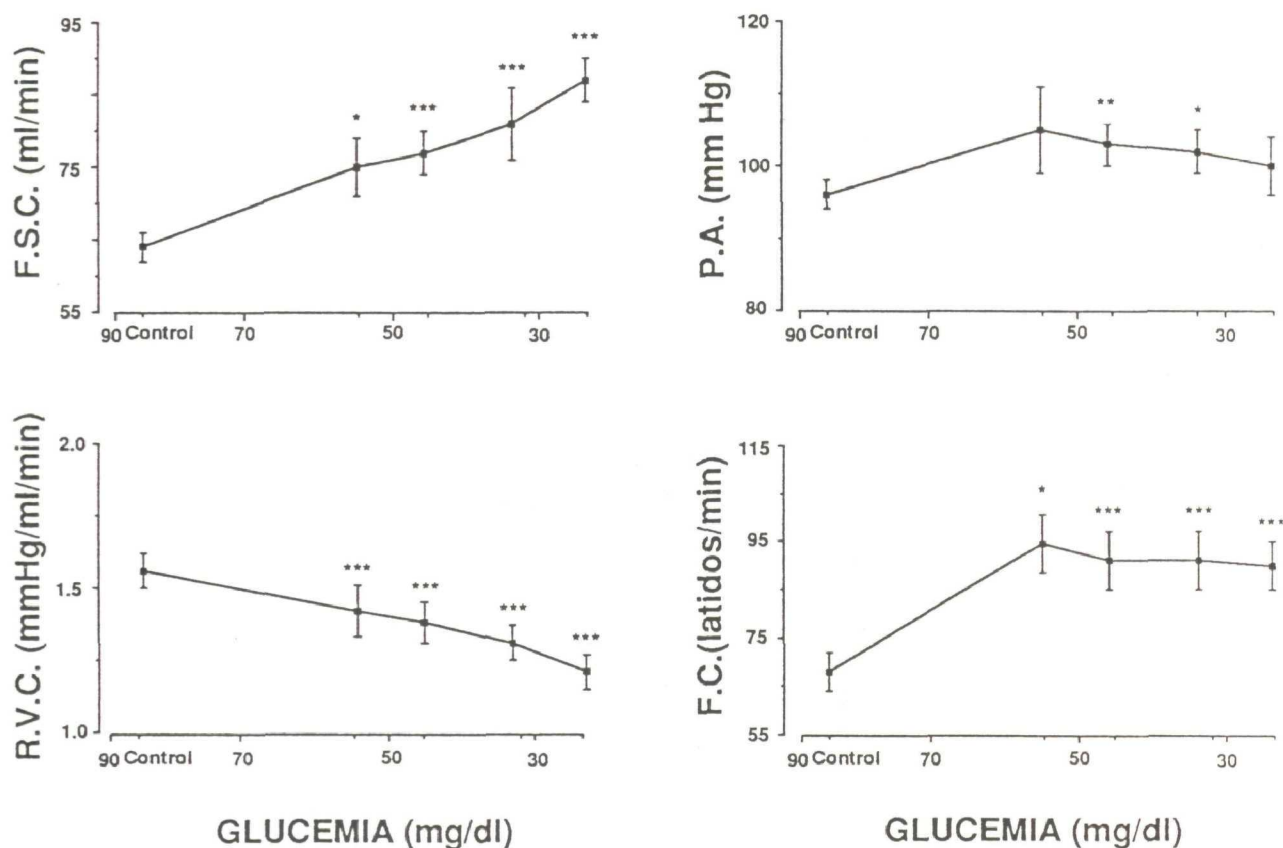 F.S.C. (ml/min)
95
75
55
*
***
***
***
90 Control 70 50 30
P.A. (mm Hg)
120
100
80
**
*
R.V.C. (mmHg/ml/min)
2.0
1.5
1.0
***
***
***
***
90 Control 70 50 30
GLUCEMIA (mg/dl)
90 Control 70 50 30
F.C.(latidos/min)
115
95
75
55
*
***
***
***
90 Control 70 50 30
GLUCEMIA (mg/dl)